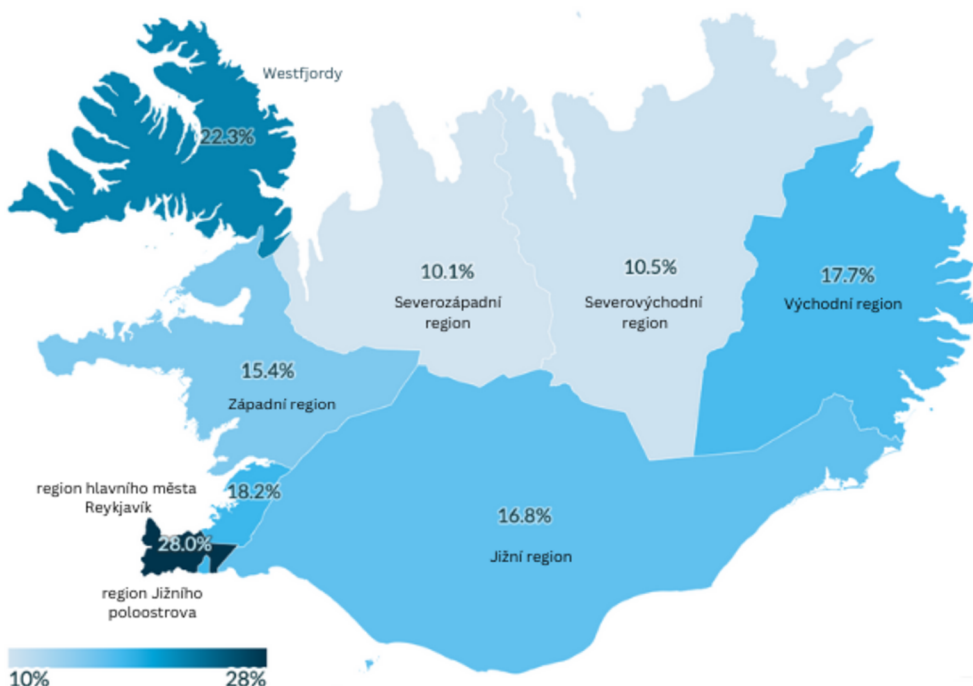 Westfjordy
22.3%
10.1%
Severozápadní
region
10.5%
Severovýchodní
region
17.7%
Východní region
15.4%
Západní region
region hlavního města
Reykjavík
18.2%
28.0%
region Jižního
poloostrova
16.8%
Jižní region
10%
28%